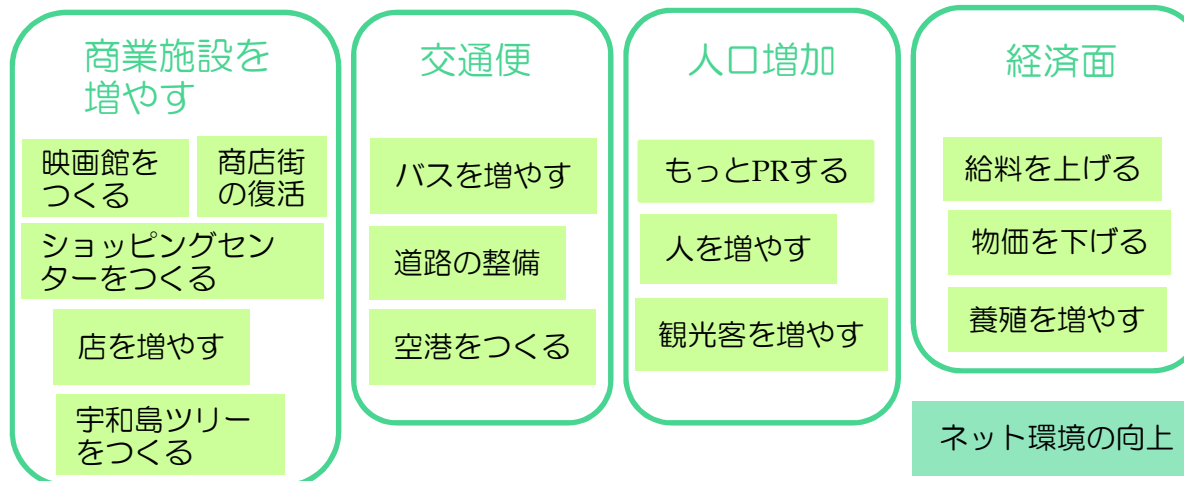 商業施設を
増やす
映画館を
つくる
商店街
の復活
ショッピングセン
ターをつくる
店を増やす
宇和島ツリー
をつくる
交通便
バスを増やす
道路の整備
空港をつくる
人口増加
もっとPRする
人を増やす
観光客を増やす
経済面
給料を上げる
物価を下げる
養殖を増やす
ネット環境の向上